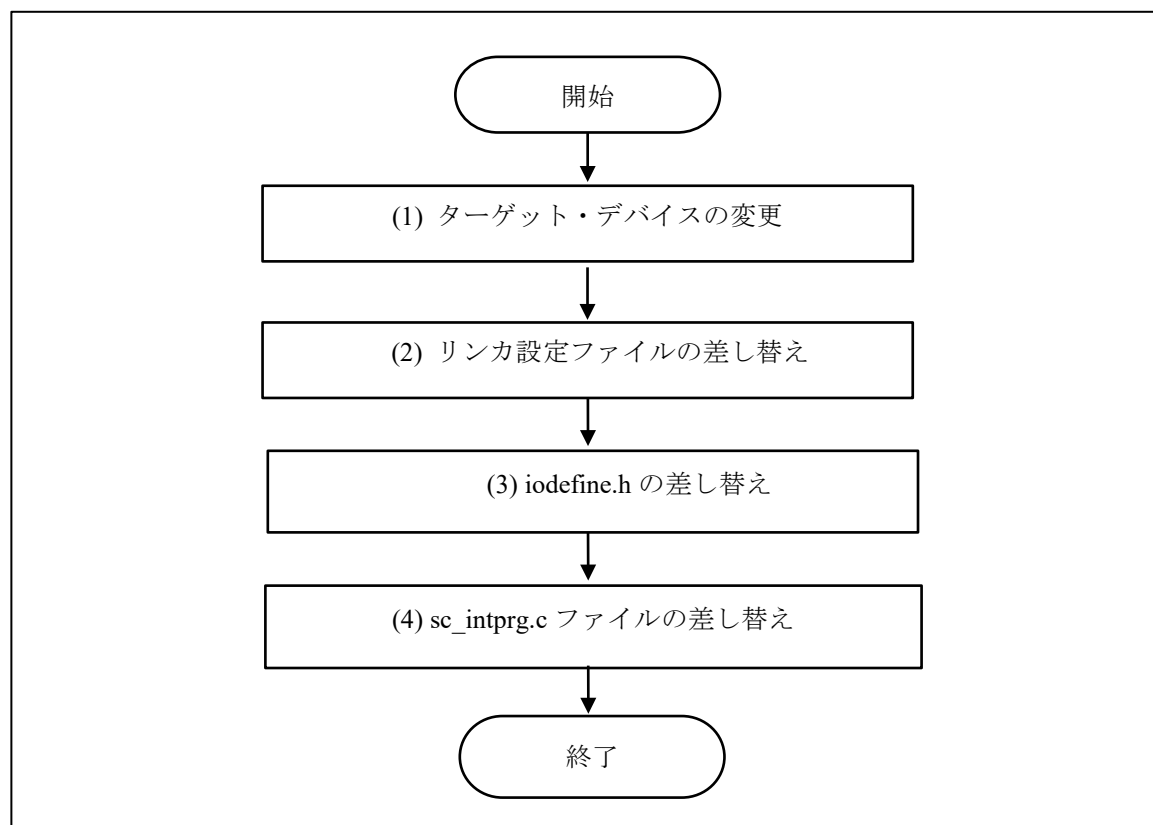 開始
(1) ターゲット・デバイスの変更
(2) リンカ設定ファイルの差し替え
(3) iodefine.h の差し替え
(4) sc_intprg.c ファイルの差し替え
終了